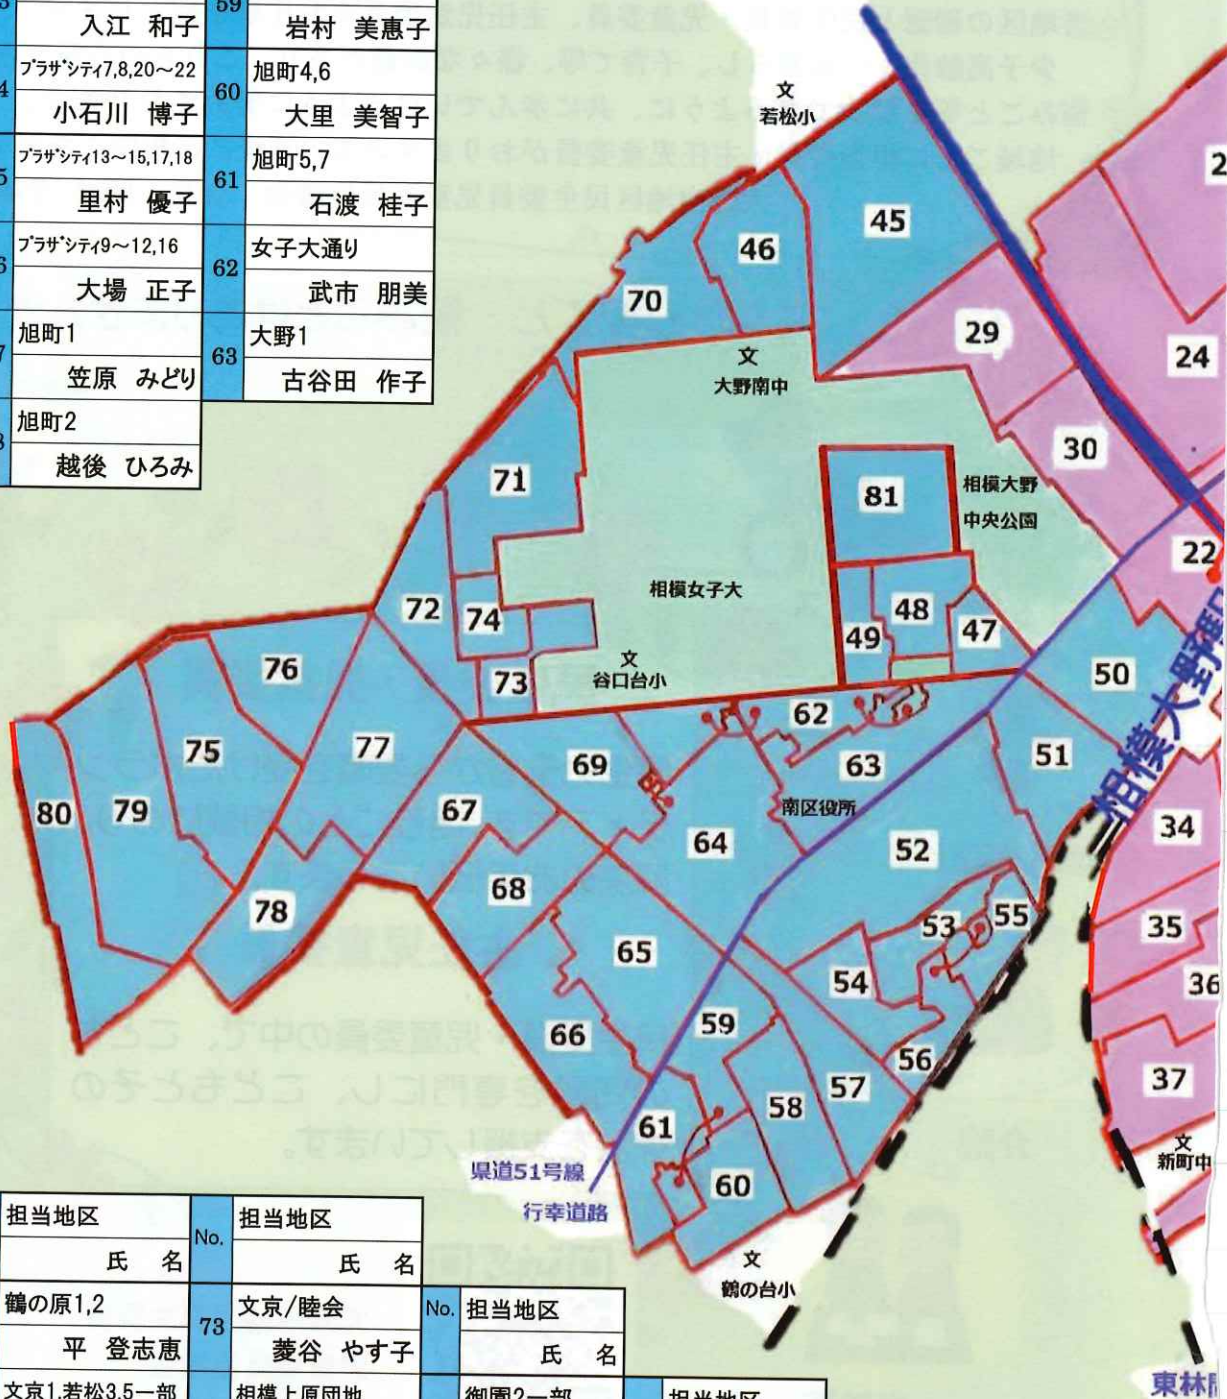 入江 和子
59
岩村 美恵子
プラザシティ7,8,20～22
小石川 博子
60
旭町4,6
大里 美智子
プラザシティ13～15,17,18
里村 優子
61
旭町5,7
石渡 桂子
プラザシティ9～12,16
大場 正子
62
女子大通り
武市 朋美
旭町1
笠原 みどり
63
大野1
古谷田 作子
旭町2
越後 ひろみ
文
若松小
45
46
70
29
24
文
大野南中
30
71
81
相模大野
中央公園
22
相模女子大
72
74
48
49
47
文
谷口台小
73
76
50
62
77
75
69
63
51
80
79
67
南区役所
64
52
34
68
78
53
55
35
65
54
36
59
66
56
57
37
58
61
文
新町中
県道51号線
60
行幸道路
文
鶴の台小
相模大野駅
担当地区
氏 名
No.
担当地区
氏 名
鶴の原1,2
平 登志恵
73
文京/睦会
菱谷 やす子
No.
担当地区
氏 名
文京1,若松3,5一部
相模上原団地
御園2一部
担当地区
東林